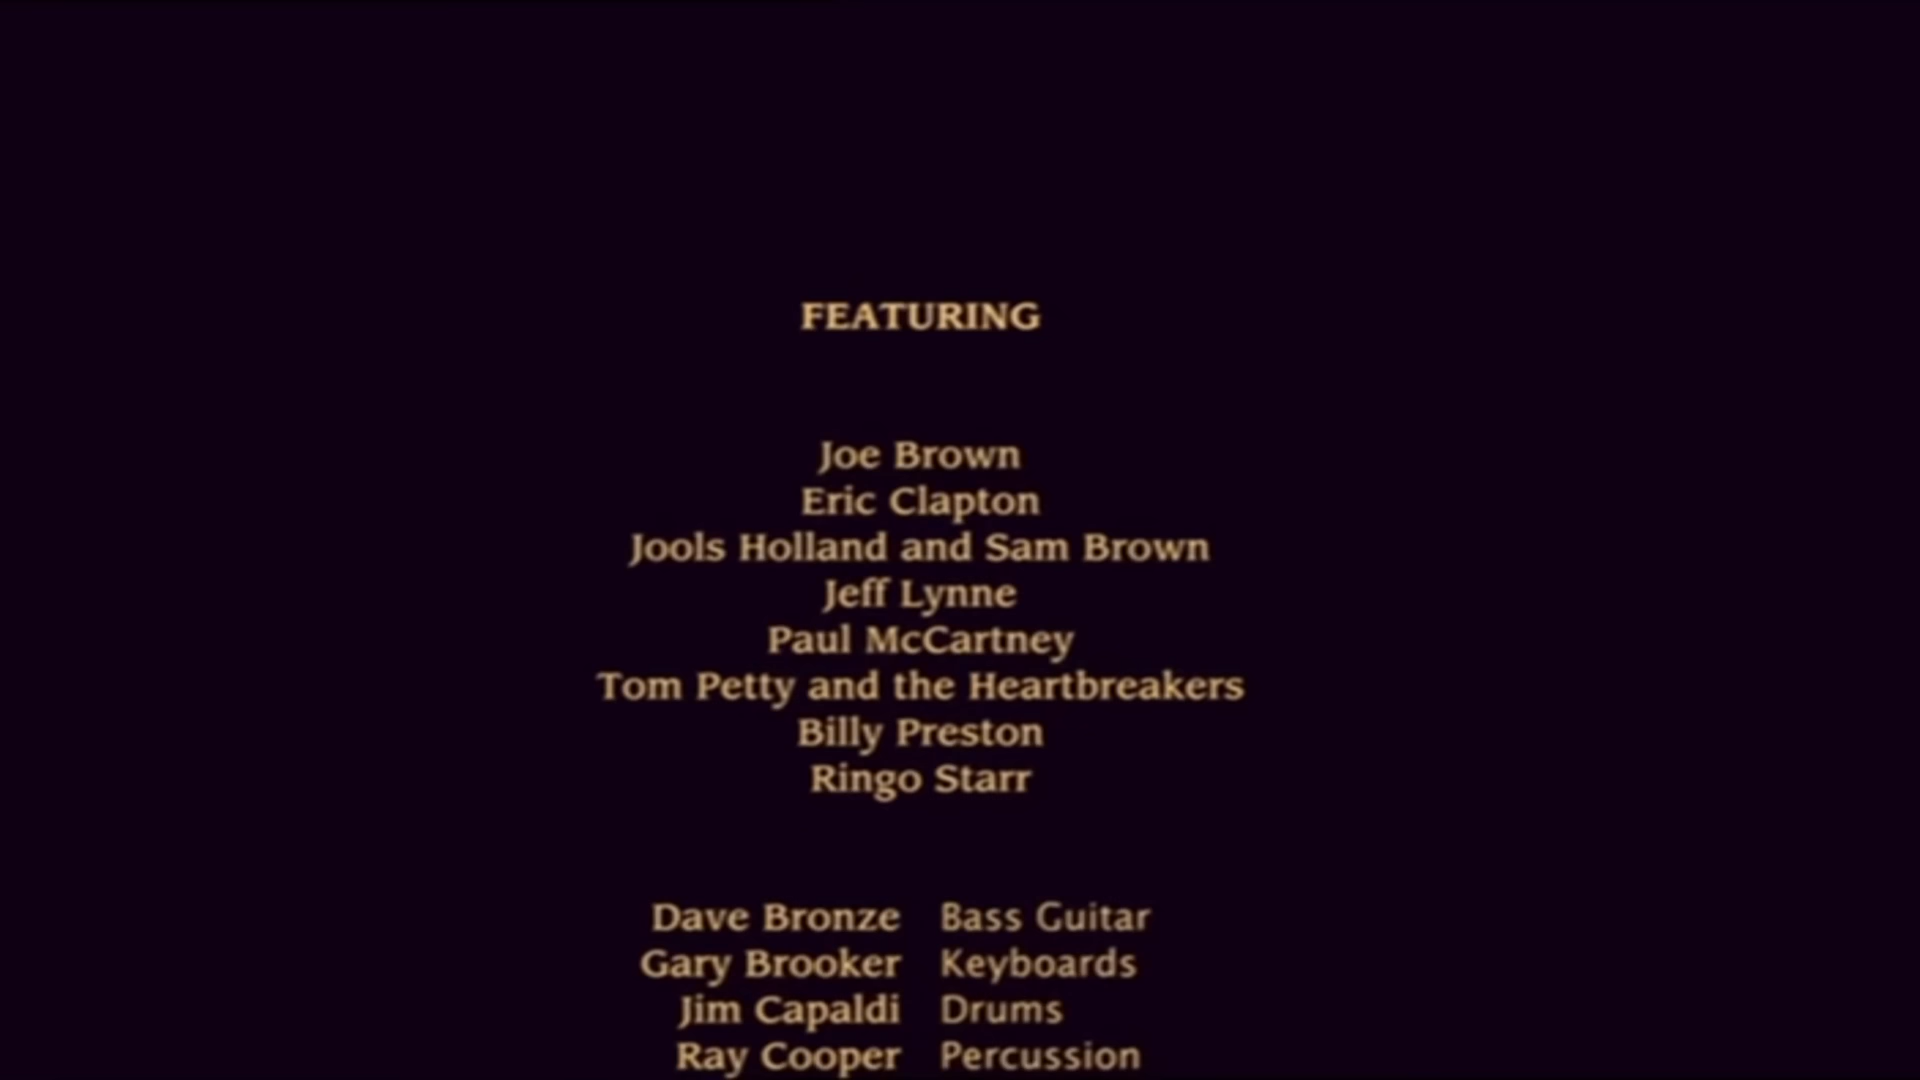 FEATURING
Joe Brown
Eric Clapton
Jools Holland and Sam Brown
Jeff Lynne
Paul McCartney
Tom Petty and the Heartbreakers
Billy Preston
Ringo Starr
Dave Bronze Bass Guitar
Gary Brooker Keyboards
Jim Capaldi Drums
Ray Cooper Percussion